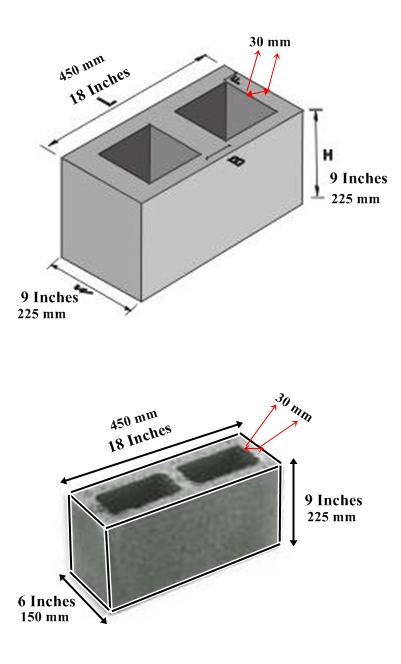 30 mm
450 mm
18 Inches
L
F
B
H
9 Inches
225 mm
9 Inches
225 mm
30 mm
450 mm
18 Inches
9 Inches
225 mm
6 Inches
150 mm